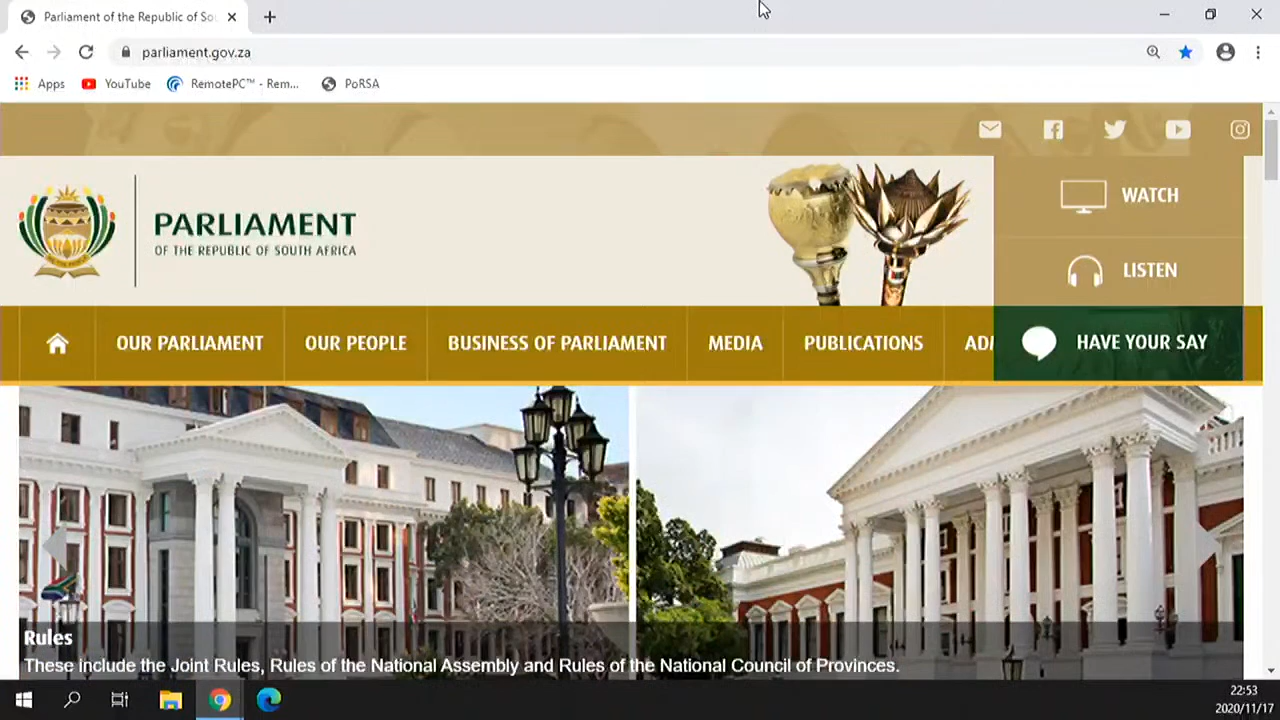 Parliament of the Republic of Sou
parliament.gov.za
Apps
YouTube
RemotePC™ - Rem...
PoRSA
WATCH
PARLIAMENT
OF THE REPUBLIC OF SOUTH AFRICA
LISTEN
OUR PARLIAMENT
OUR PEOPLE
BUSINESS OF PARLIAMENT
MEDIA
PUBLICATIONS
ADM
HAVE YOUR SAY
Rules
These include the Joint Rules, Rules of the National Assembly and Rules of the National Council of Provinces.
22:53
2020/11/17